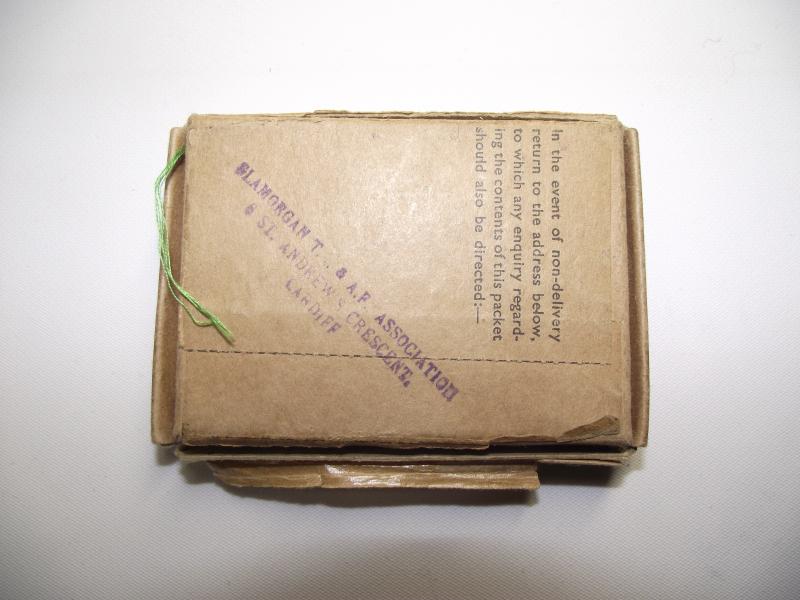 In the event of non-delivery
return to the address below,
to which any enquiry regard-
ing the contents of this packet
should also be directed:—
GLAMORGAN T. & A.F. ASSOCIATION
6 ST. ANDREW'S CRESCENT,
CARDIFF